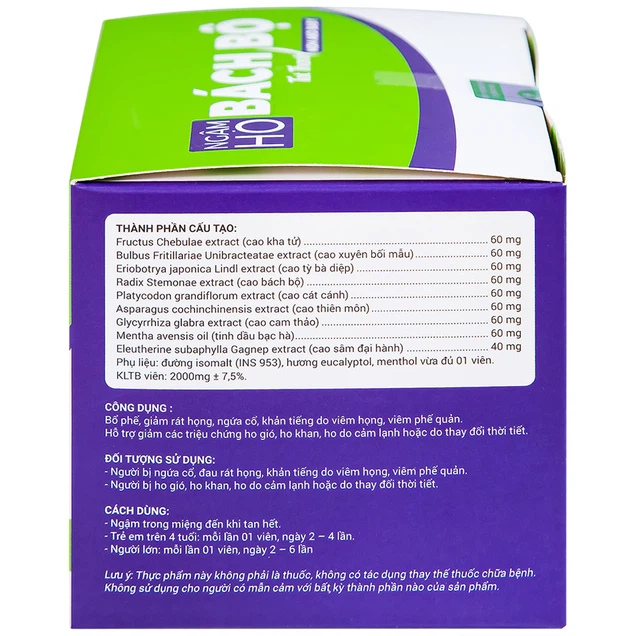 NGẬM
HO
BÁCH BỘ
THÀNH PHẦN CẤU TẠO:
Fructus Chebulae extract (cao kha tử) 60 mg
Bulbus Fritillariae Unibracteatae extract (cao xuyên bối mẫu) 60 mg
Eriobotrya japonica Lindl extract (cao tỳ bà diệp) 60 mg
Radix Stemonae extract (cao bách bộ) 60 mg
Platycodon grandiflorum extract (cao cát cánh) 60 mg
Asparagus cochinchinensis extract (cao thiên môn) 60 mg
Glycyrrhiza glabra extract (cao cam thảo) 60 mg
Mentha avensis oil (tinh dầu bạc hà) 60 mg
Eleutherine subaphylla Gagnep extract (cao sâm đại hành) 40 mg
Phụ liệu: đường isomalt (INS 953), hương eucalyptol, menthol vừa đủ 01 viên.
KLTB viên: 2000mg ± 7,5%.
CÔNG DỤNG :
Bổ phế, giảm rát họng, ngứa cổ, khản tiếng do viêm họng, viêm phế quản.
Hỗ trợ giảm các triệu chứng ho gió, ho khan, ho do cảm lạnh hoặc do thay đổi thời tiết.
ĐỐI TƯỢNG SỬ DỤNG:
- Người bị ngứa cổ, đau rát họng, khản tiếng do viêm họng, viêm phế quản.
- Người bị ho gió, ho khan, ho do cảm lạnh hoặc do thay đổi thời tiết.
CÁCH DÙNG:
- Ngậm trong miệng đến khi tan hết.
- Trẻ em trên 4 tuổi: mỗi lần 01 viên, ngày 2 – 4 lần.
- Người lớn: mỗi lần 01 viên, ngày 2 – 6 lần
Lưu ý: Thực phẩm này không phải là thuốc, không có tác dụng thay thế thuốc chữa bệnh.
Không sử dụng cho người có mẫn cảm với bất kỳ thành phần nào của sản phẩm.